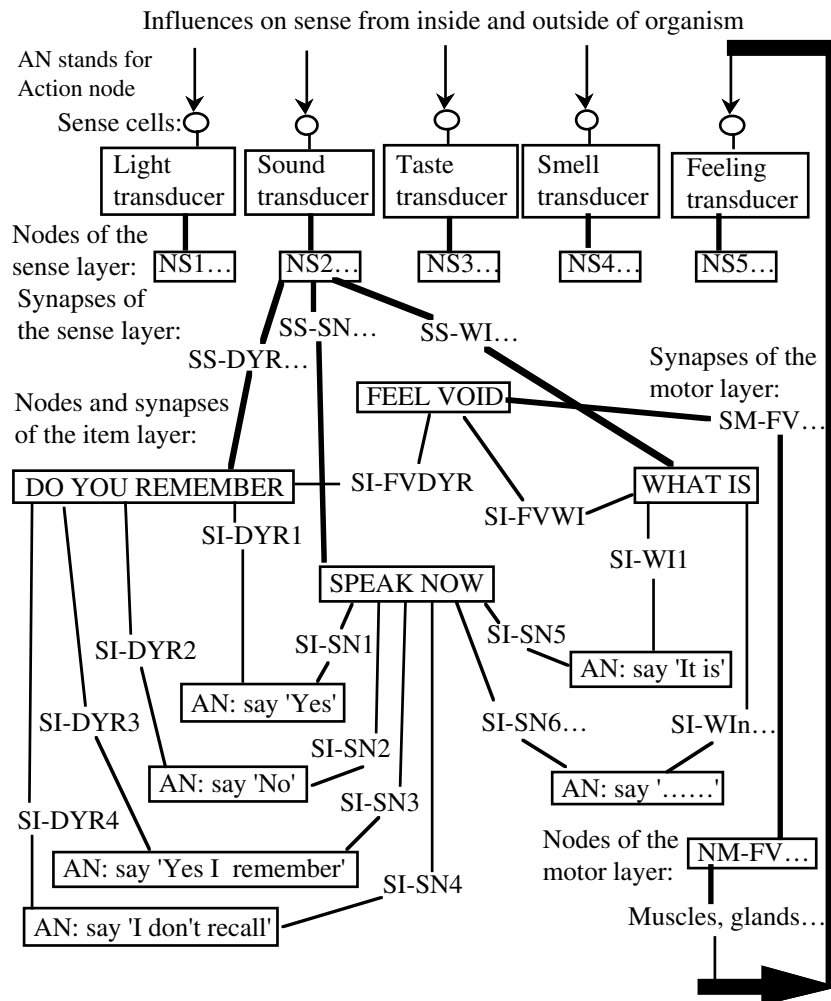 Influences on sense from inside and outside of organism
AN stands for
Action node
Sense cells:
Light
transducer
Sound
transducer
Taste
transducer
Smell
transducer
Feeling
transducer
Nodes of the
sense layer:
NS1…
NS2…
NS3…
NS4…
NS5…
Synapses of
the sense layer:
SS-SN…
SS-WI…
SS-DYR…
Synapses of the
motor layer:
FEEL VOID
SM-FV…
Nodes and synapses
of the item layer:
DO YOU REMEMBER
SI-FVDYR
WHAT IS
SI-FVWI
SI-DYR1
SI-WI1
SPEAK NOW
SI-SN5
SI-SN1
SI-DYR2
AN: say 'It is'
AN: say 'Yes'
SI-DYR3
SI-SN6…
SI-WIn…
SI-SN2
AN: say 'No'
AN: say '……'
SI-SN3
SI-DYR4
Nodes of the
motor layer:
NM-FV…
AN: say 'Yes I remember'
SI-SN4
AN: say 'I don't recall'
Muscles, glands…